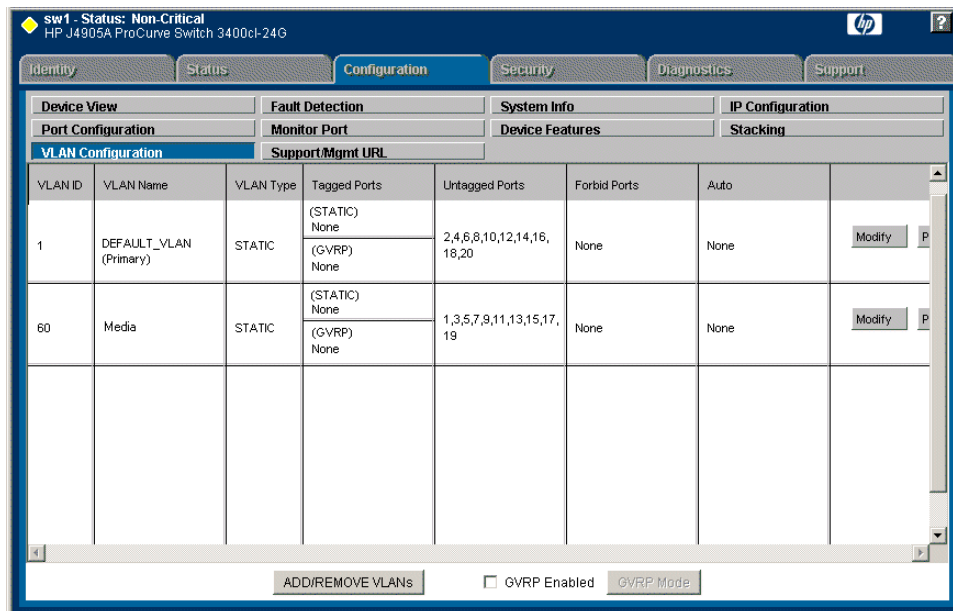 sw1 - Status: Non-Critical
HP J4905A ProCurve Switch 3400cl-24G
hp
?
Identity
Status
Configuration
Security
Diagnostics
Support
Device View
Fault Detection
System Info
IP Configuration
Port Configuration
Monitor Port
Device Features
Stacking
VLAN Configuration
Support/Mgmt URL
VLAN ID
VLAN Name
VLAN Type
Tagged Ports
Untagged Ports
Forbid Ports
Auto
1
DEFAULT_VLAN
(Primary)
STATIC
(STATIC)
None
(GVRP)
None
2,4,6,8,10,12,14,16,
18,20
None
None
Modify
P
60
Media
STATIC
(STATIC)
None
(GVRP)
None
1,3,5,7,9,11,13,15,17,
19
None
None
Modify
P
ADD/REMOVE VLANs
GVRP Enabled
GVRP Mode